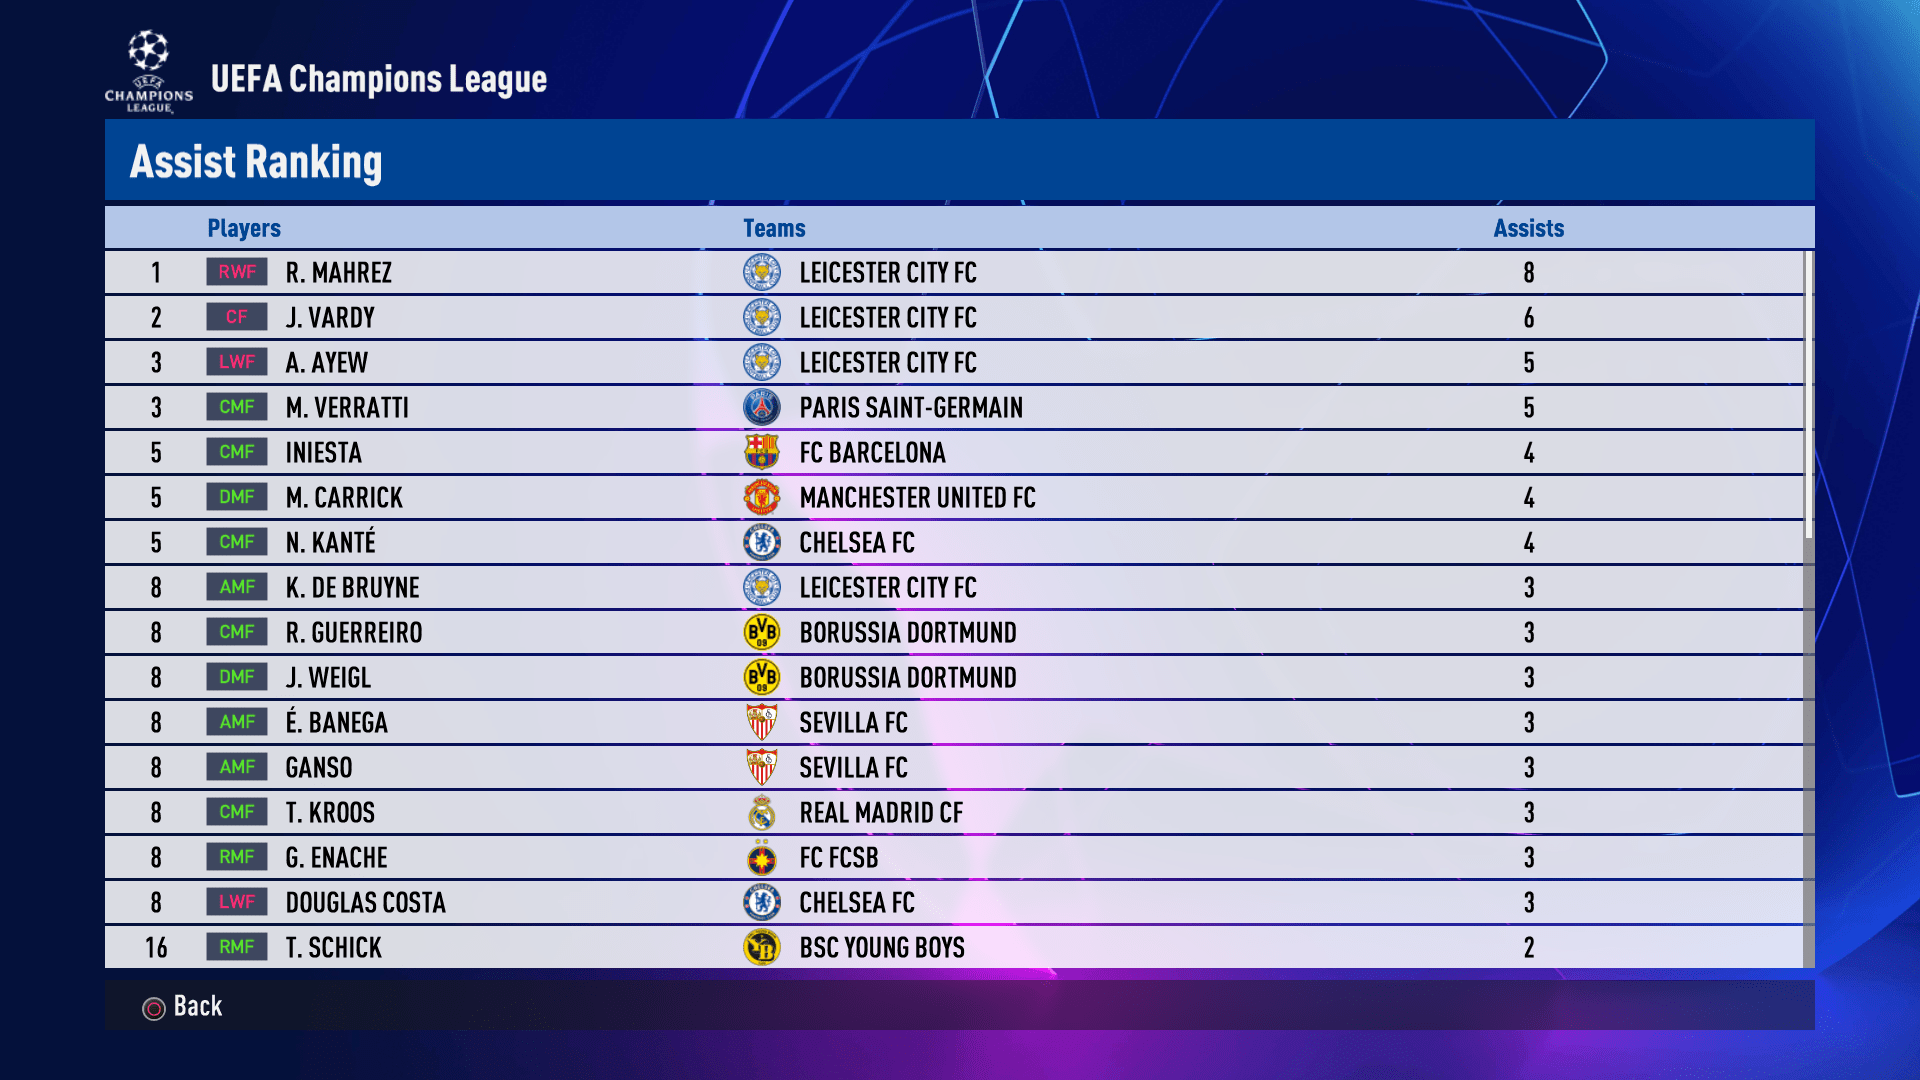 UEFA
CHAMPIONS
LEAGUE
UEFA Champions League
Assist Ranking
Players Teams Assists
1 RWF R. MAHREZ LEICESTER CITY FC 8
2 CF J. VARDY LEICESTER CITY FC 6
3 LWF A. AYEW LEICESTER CITY FC 5
3 CMF M. VERRATTI PARIS SAINT-GERMAIN 5
5 CMF INIESTA FC BARCELONA 4
5 DMF M. CARRICK MANCHESTER UNITED FC 4
5 CMF N. KANTÉ CHELSEA FC 4
8 AMF K. DE BRUYNE LEICESTER CITY FC 3
8 CMF R. GUERREIRO BVB 09 BORUSSIA DORTMUND 3
8 DMF J. WEIGL BVB 09 BORUSSIA DORTMUND 3
8 AMF É. BANEGA SEVILLA FC 3
8 AMF GANSO SEVILLA FC 3
8 CMF T. KROOS REAL MADRID CF 3
8 RMF G. ENACHE FC FCSB 3
8 LWF DOUGLAS COSTA CHELSEA FC 3
16 RMF T. SCHICK BSC YOUNG BOYS 2
Back